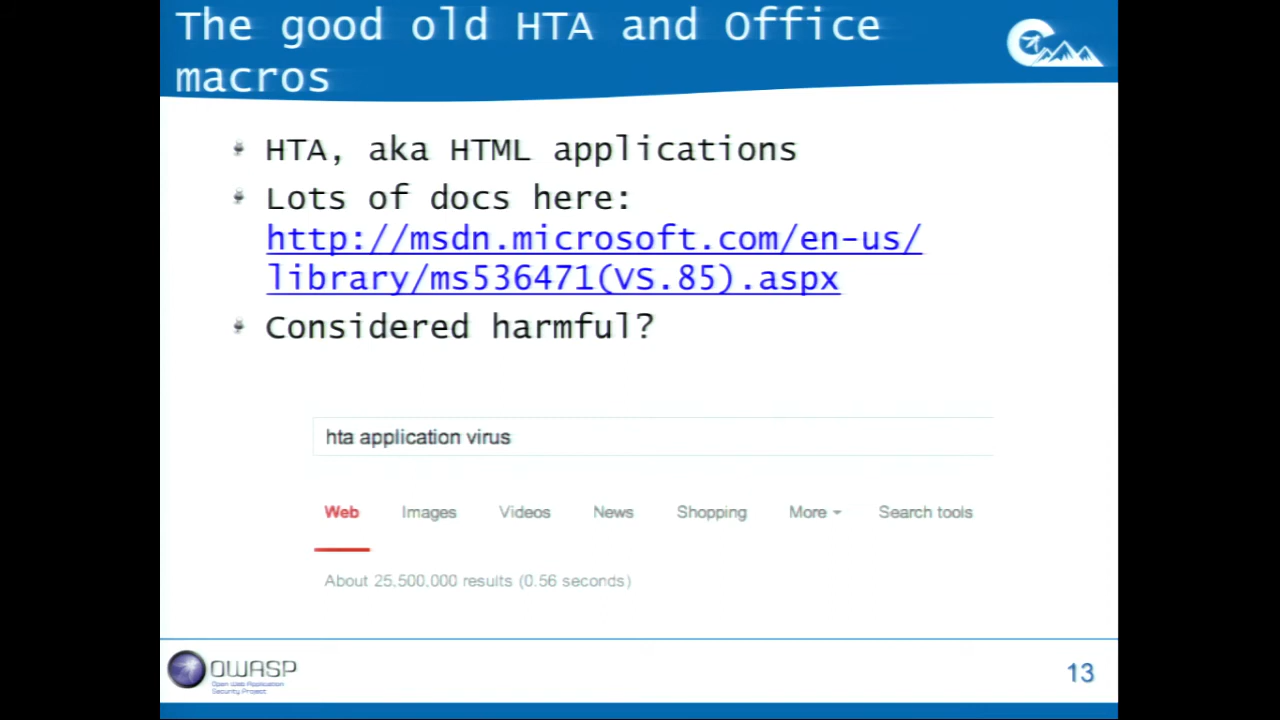 The good old HTA and Office
macros
HTA, aka HTML applications
Lots of docs here:
http://msdn.microsoft.com/en-us/
library/ms536471(VS.85).aspx
Considered harmful?
hta application virus
Web Images Videos News Shopping More Search tools
About 25,500,000 results (0.56 seconds)
OWASP
Open Web Application
Security Project
13